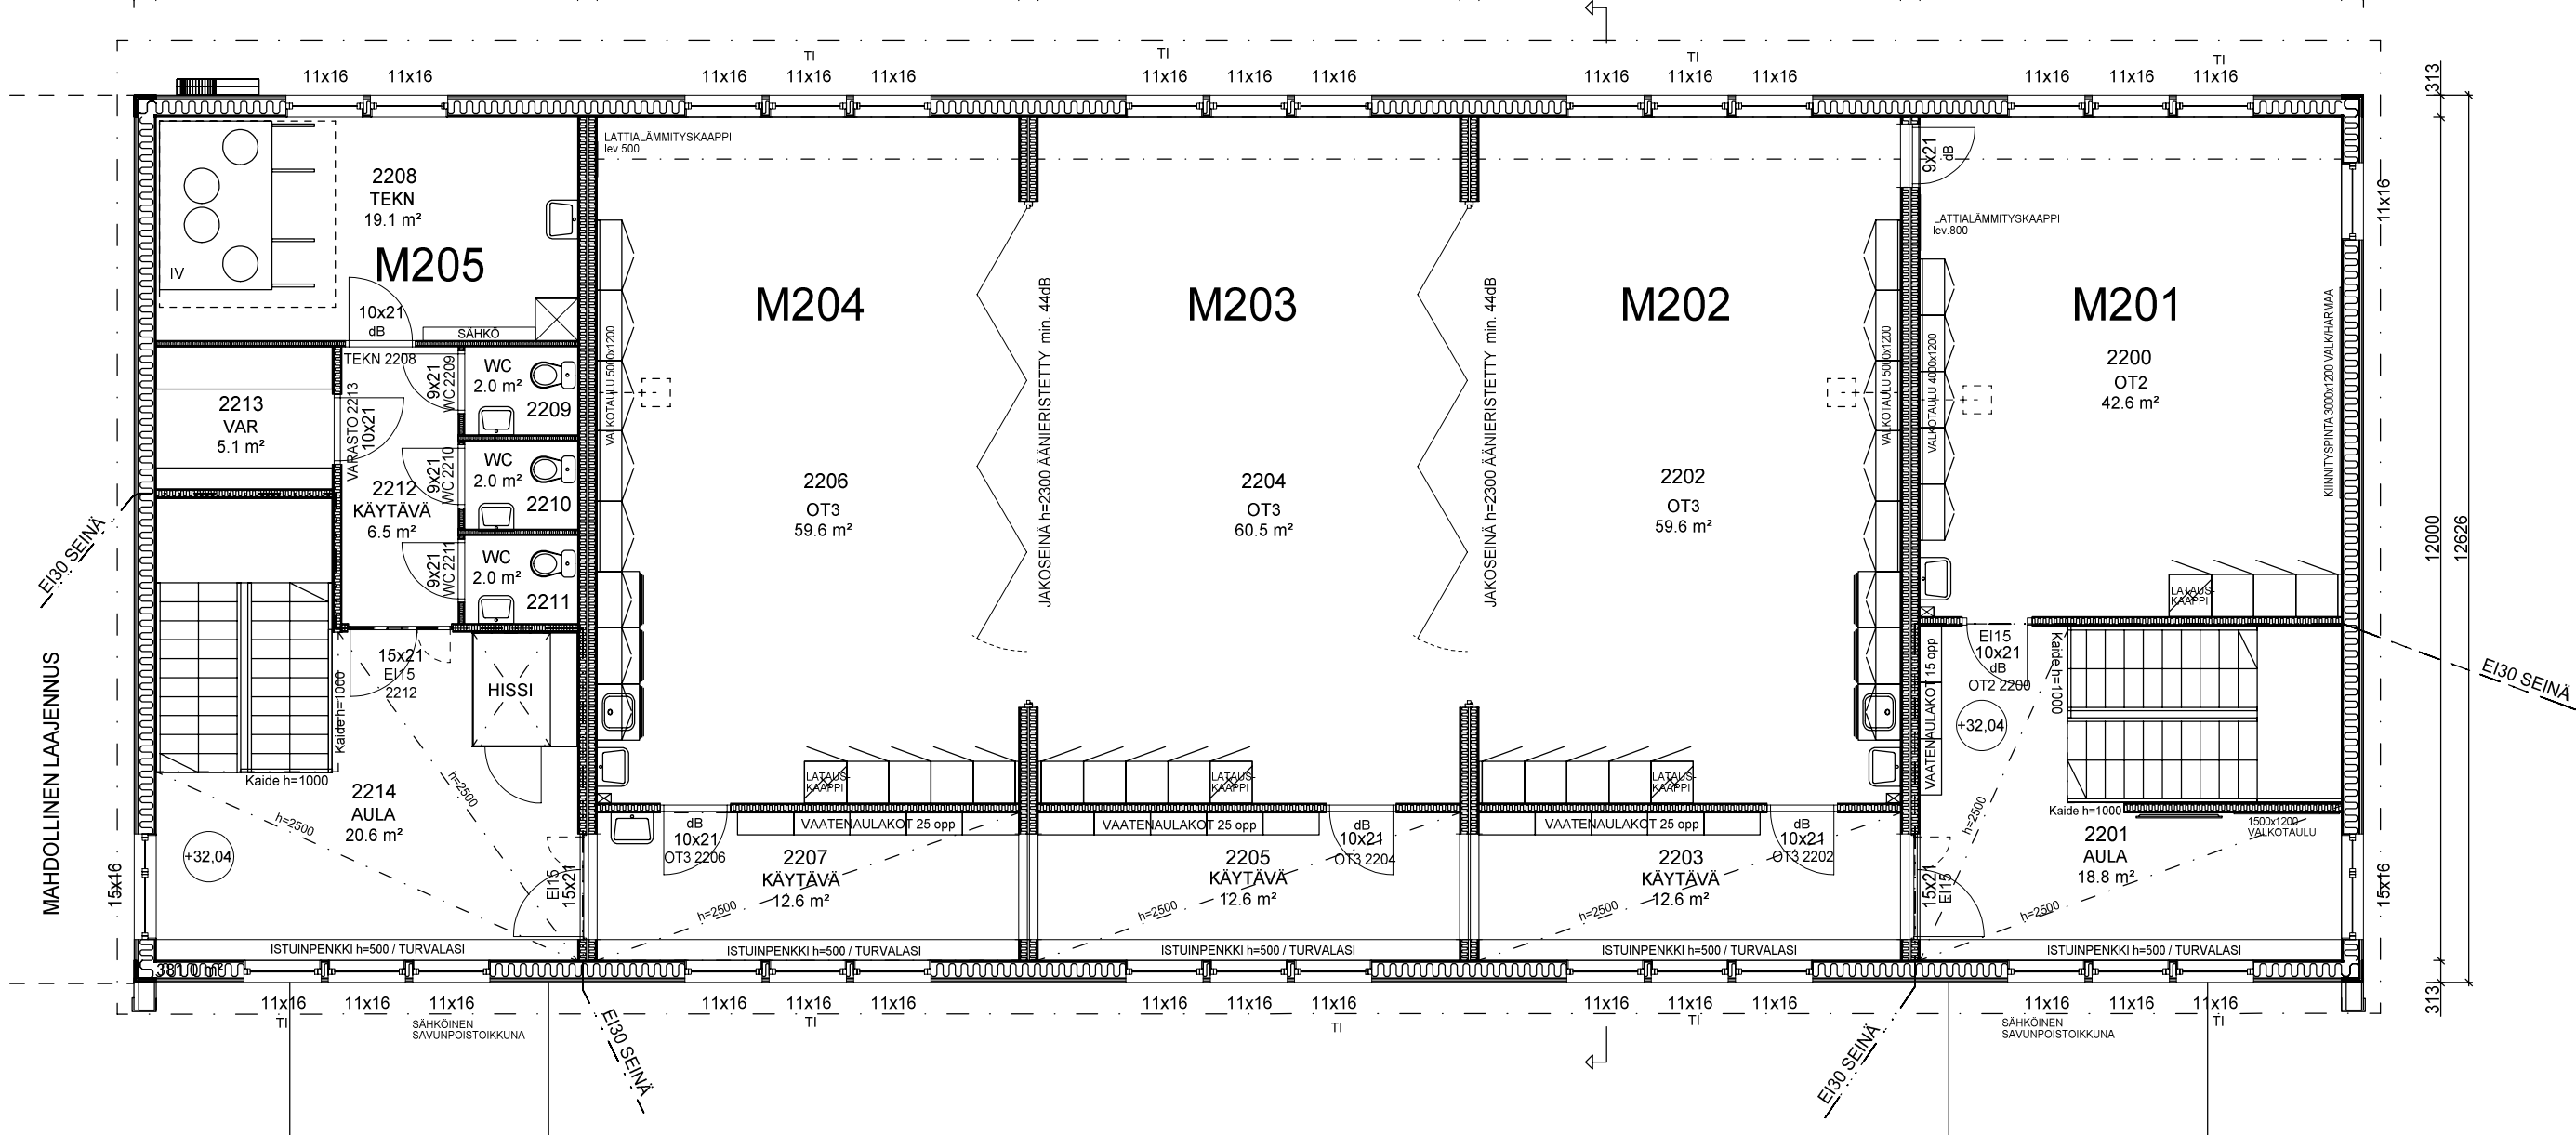 TI
TI
TI
TI
11x16 11x16
11x16 11x16 11x16
11x16 11x16 11x16
11x16 11x16 11x16
11x16 11x16 11x16
313
2208
TEKN
19.1 m²
M205
IV
10x21
dB
SÄHKÖ
TEKN 2208
LATTIALÄMMITYSKAAPPI
lev.500
VALKOTAULU 5000x1200
M204
2206
OT3
59.6 m²
JAKOSEINÄ h=2300 ÄÄNIERISTETTY min. 44dB
M203
2204
OT3
60.5 m²
JAKOSEINÄ h=2300 ÄÄNIERISTETTY min. 44dB
M202
2202
OT3
59.6 m²
VALKOTAULU 5000x1200
9x21
dB
LATTIALÄMMITYSKAAPPI
lev.800
VALKOTAULU 4000x1200
M201
2200
OT2
42.6 m²
KIINNITYSPINTA 3000x1200 VALK/HARMAA
11x16
12000
12626
2213
VAR
5.1 m²
VARASTO 2213
10x21
2212
KÄYTÄVÄ
6.5 m²
WC
2.0 m²
2209
9x21
WC 2209
WC
2.0 m²
2210
9x21
WC 2210
WC
2.0 m²
2211
9x21
WC 2211
EI30 SEINÄ
MAHDOLLINEN LAAJENNUS
15x21
EI15
2212
HISSI
Kaide h=1000
Kaide h=1000
h=2500
h=2500
2214
AULA
20.6 m²
+32,04
15x16
EI15
15x21
LATAUS-
KAAPPI
LATAUS-
KAAPPI
LATAUS-
KAAPPI
LATAUS-
KAAPPI
dB
10x21
OT3 2206
VAATENAULAKOT 25 opp
2207
KÄYTÄVÄ
12.6 m²
h=2500
VAATENAULAKOT 25 opp
dB
10x21
OT3 2204
2205
KÄYTÄVÄ
12.6 m²
h=2500
VAATENAULAKOT 25 opp
dB
10x21
OT3 2202
2203
KÄYTÄVÄ
12.6 m²
h=2500
VAATENAULAKOT 15 opp
EI15
10x21
dB
OT2 2200
+32,04
Kaide h=1000
Kaide h=1000
h=2500
1500x1200
VALKOTAULU
2201
AULA
18.8 m²
15x21
EI15
h=2500
15x16
EI30 SEINÄ
ISTUINPENKKI h=500 / TURVALASI
ISTUINPENKKI h=500 / TURVALASI
ISTUINPENKKI h=500 / TURVALASI
ISTUINPENKKI h=500 / TURVALASI
ISTUINPENKKI h=500 / TURVALASI
381.0 m²
11x16 11x16 11x16
11x16 11x16 11x16
11x16 11x16 11x16
11x16 11x16 11x16
11x16 11x16 11x16
313
TI
TI
TI
TI
TI
SÄHKÖINEN
SAVUNPOISTOIKKUNA
SÄHKÖINEN
SAVUNPOISTOIKKUNA
EI30 SEINÄ
EI30 SEINÄ